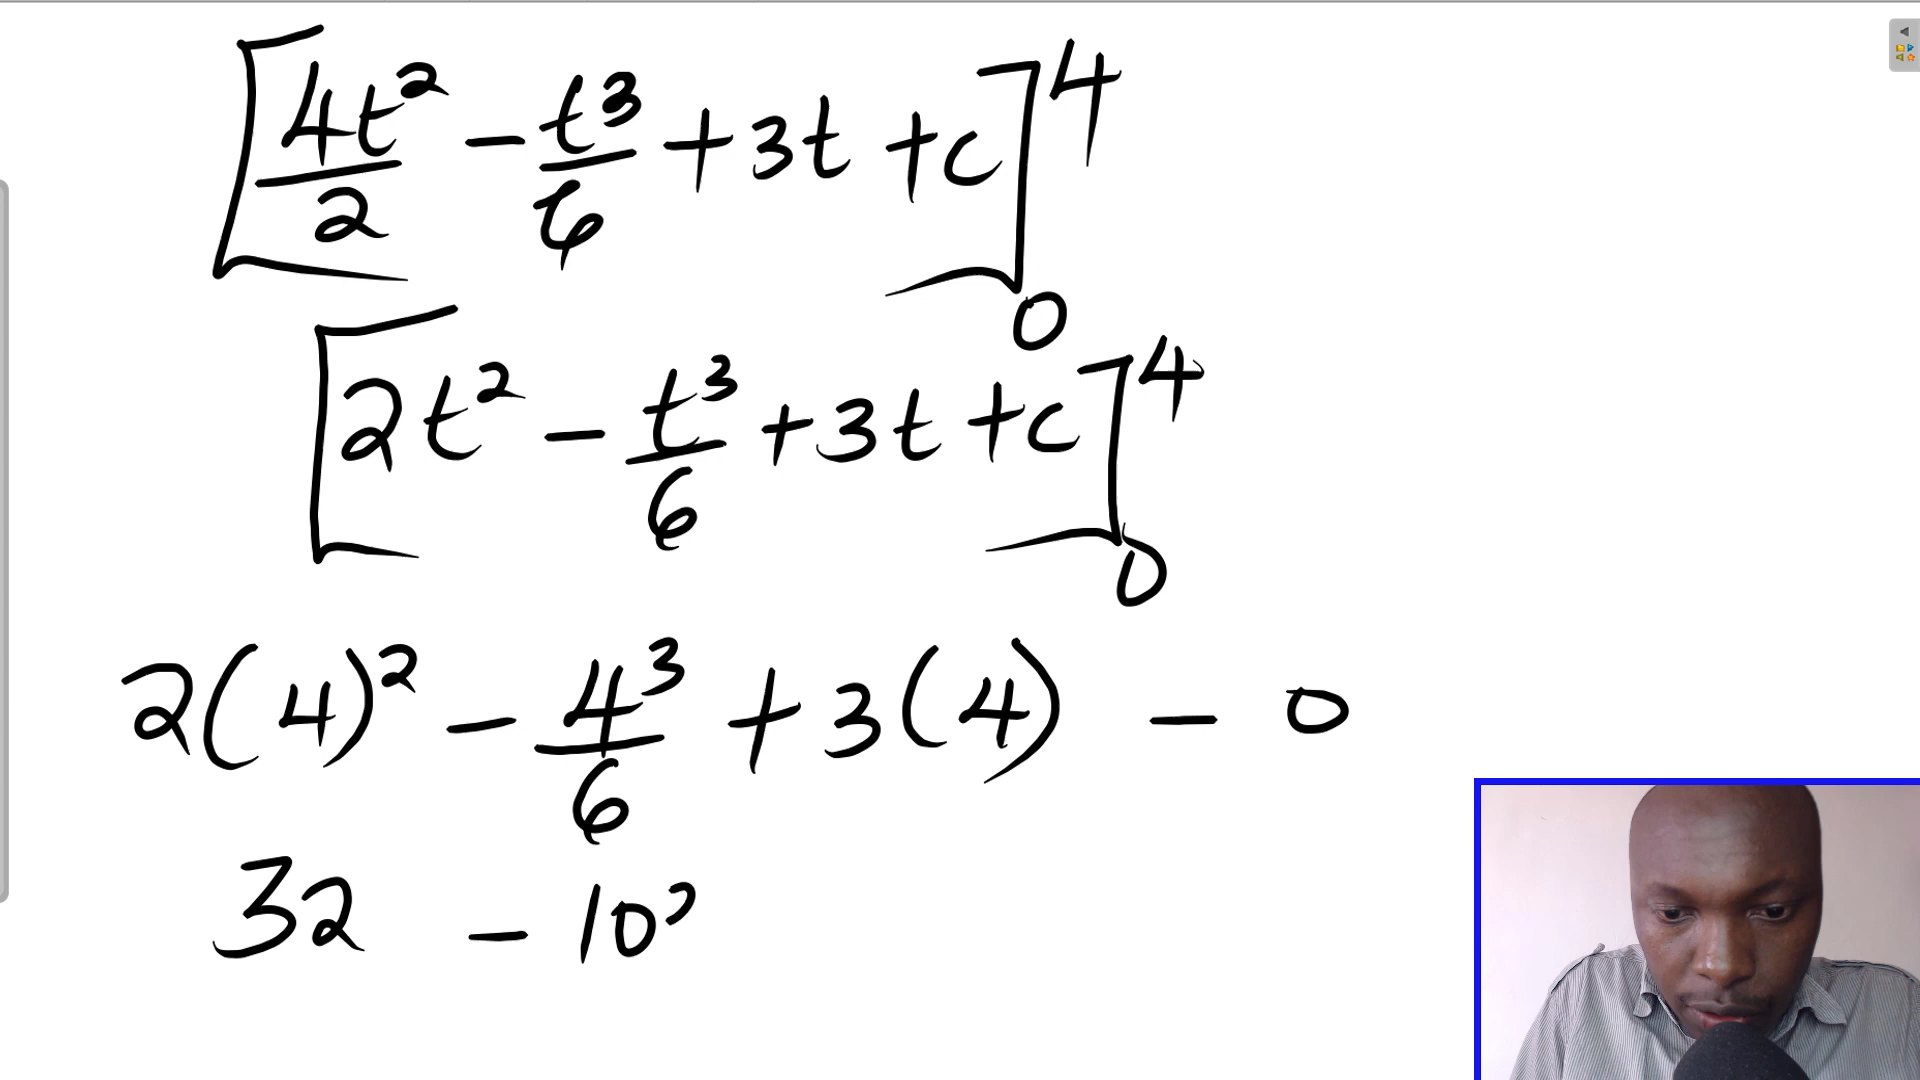 [4t²/2 - t³/6 + 3t + c]⁴₀
[2t² - t³/6 + 3t + c]⁴₀
2(4)² - 4³/6 + 3(4) - 0
32 - 10